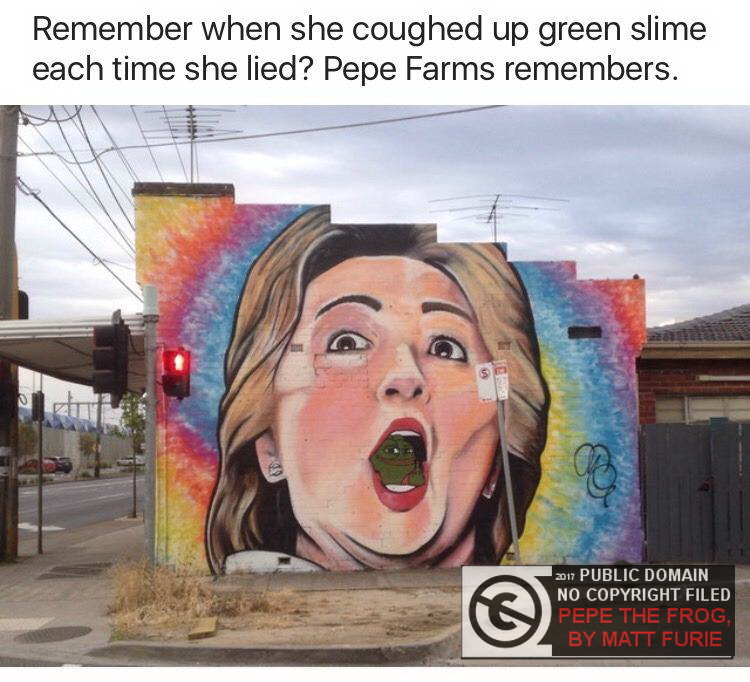 Remember when she coughed up green slime
each time she lied? Pepe Farms remembers.
S
2017 PUBLIC DOMAIN
NO COPYRIGHT FILED
PEPE THE FROG,
BY MATT FURIE